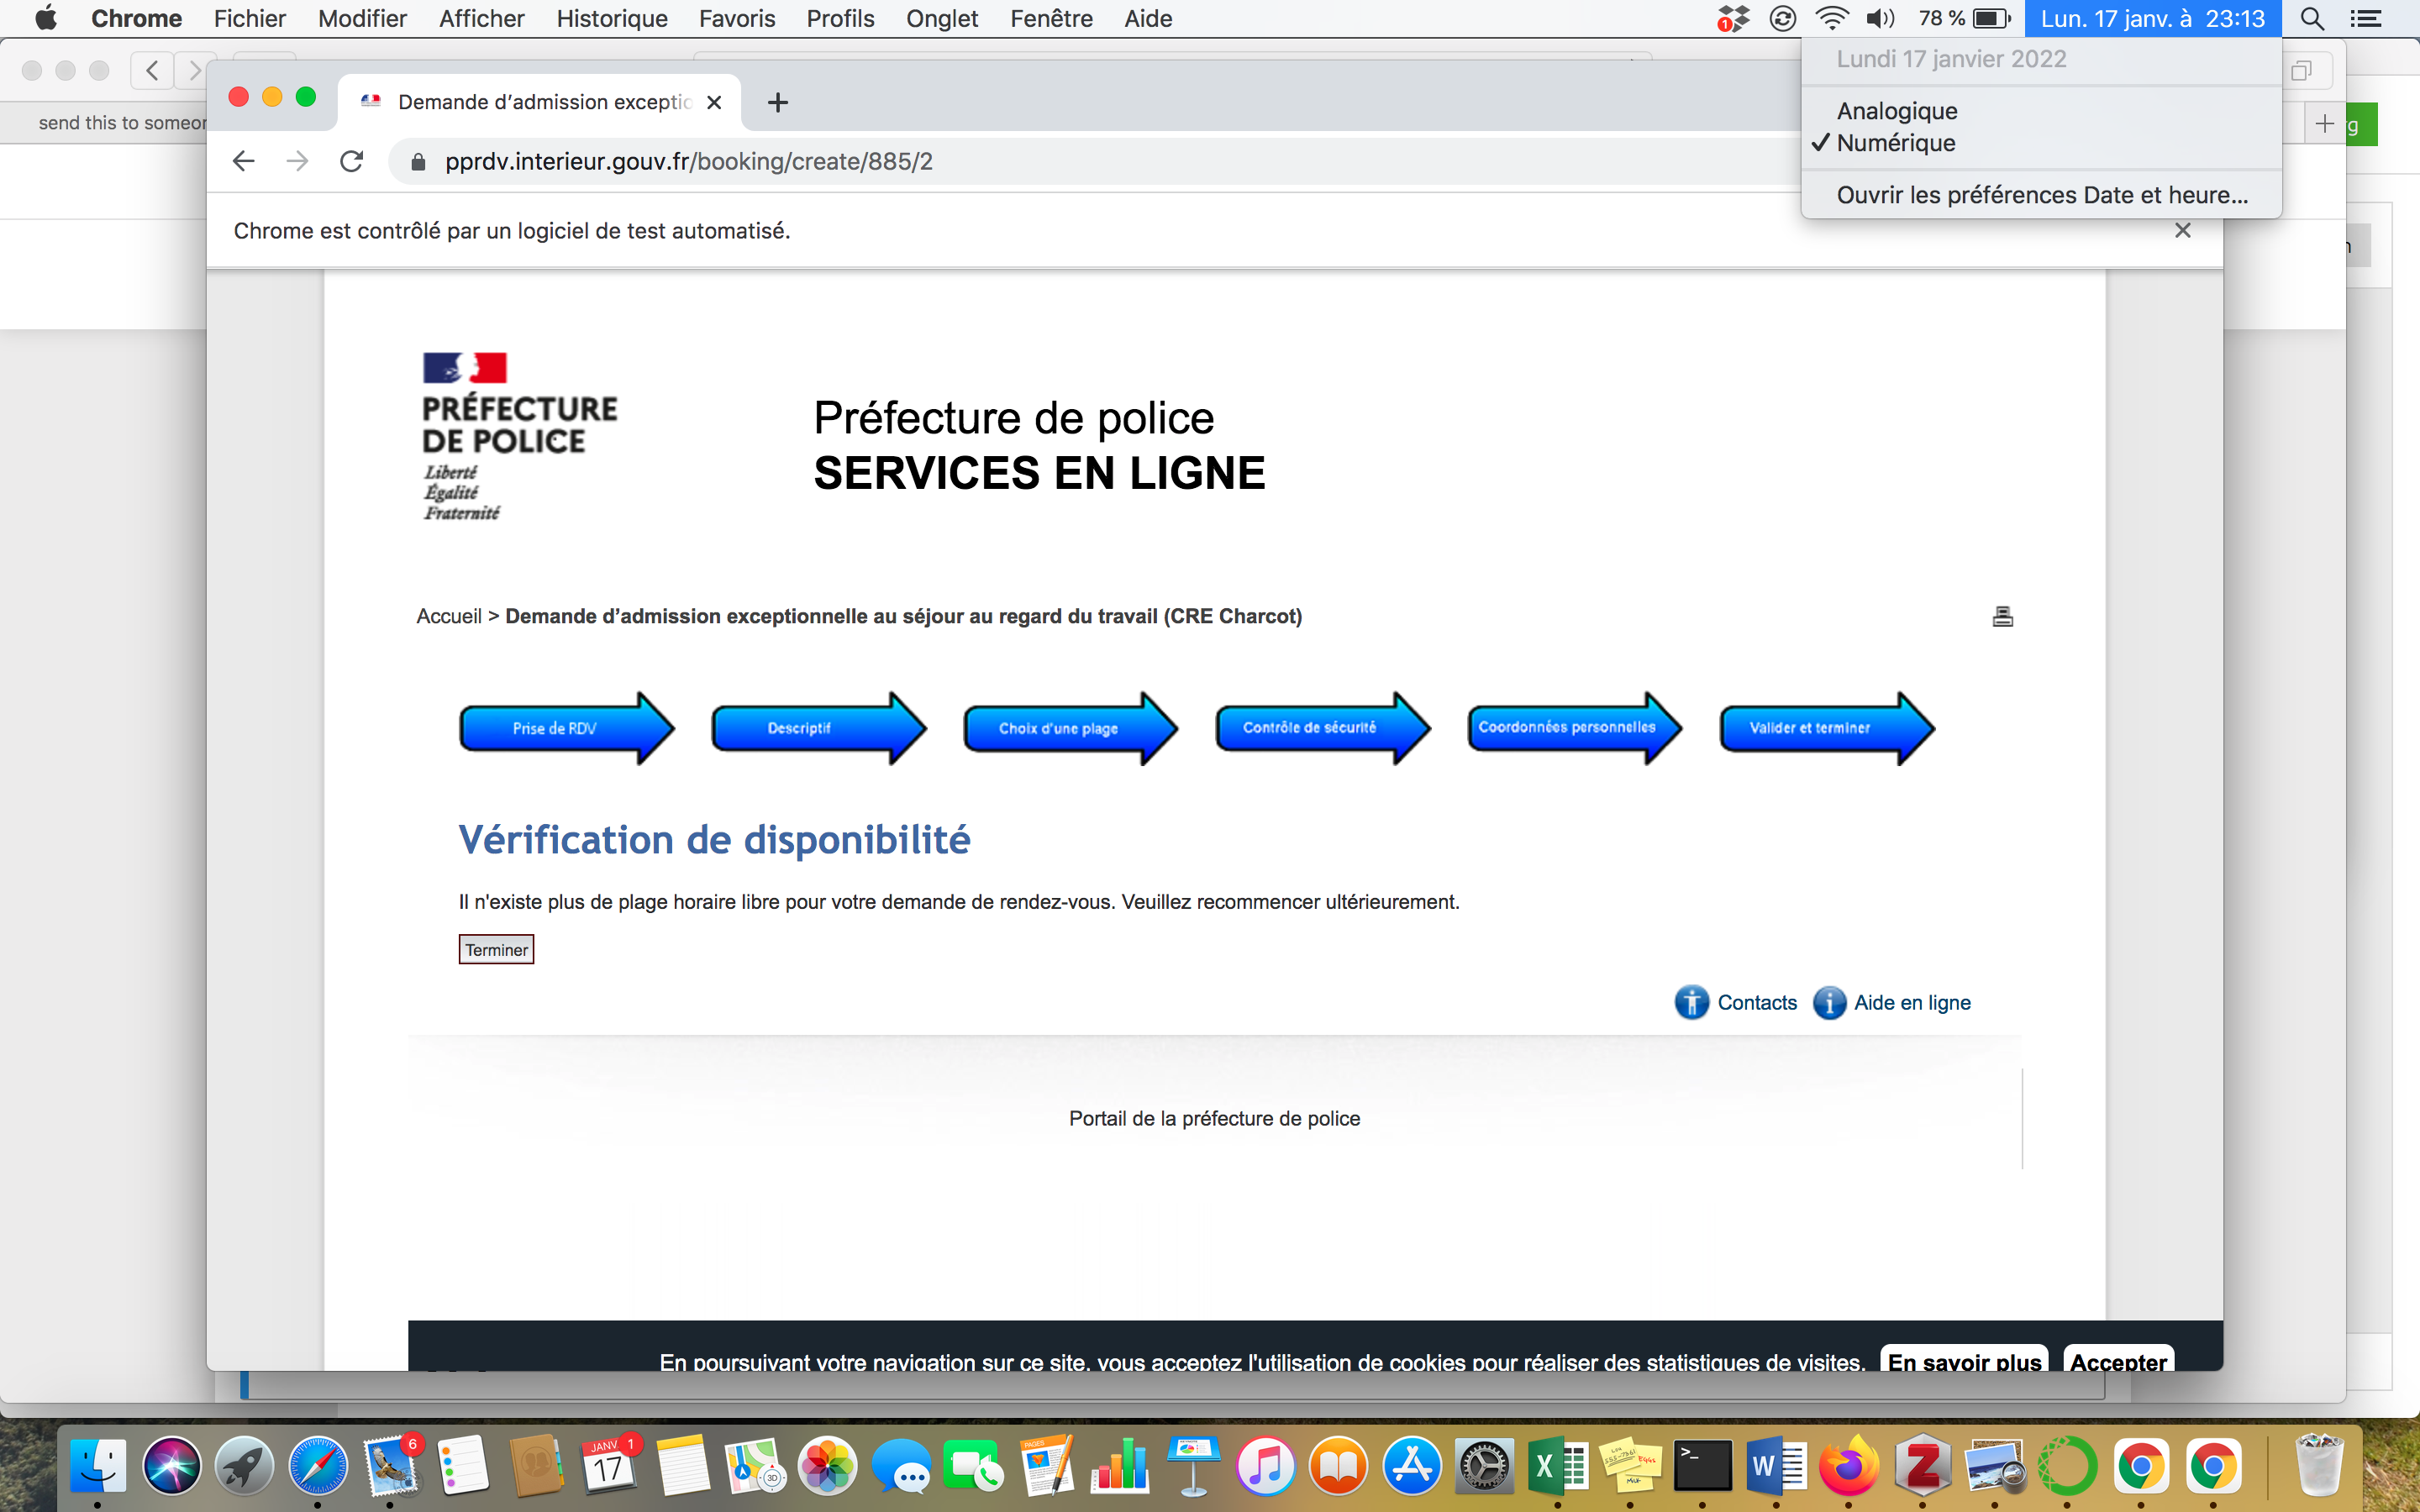 Chrome Fichier Modifier Afficher Historique Favoris Profils Onglet Fenêtre Aide 1 78 % Lun. 17 janv. à 23:13
Lundi 17 janvier 2022
Analogique
✓ Numérique
Ouvrir les préférences Date et heure...
send this to someor
g
Demande d'admission exceptio
pprdv.interieur.gouv.fr/booking/create/885/2
Chrome est contrôlé par un logiciel de test automatisé.
PRÉFECTURE
DE POLICE
Liberté
Égalité
Fraternité
Préfecture de police
SERVICES EN LIGNE
Accueil > Demande d'admission exceptionnelle au séjour au regard du travail (CRE Charcot)
Prise de RDV Descriptif Choix d'une plage Contrôle de sécurité Coordonnées personnelles Valider et terminer
Vérification de disponibilité
Il n'existe plus de plage horaire libre pour votre demande de rendez-vous. Veuillez recommencer ultérieurement.
Terminer
Contacts Aide en ligne
Portail de la préfecture de police
En poursuivant votre navigation sur ce site, vous acceptez l'utilisation de cookies pour réaliser des statistiques de visites. En savoir plus Accepter
6 JANV 1 17 3D PAGES X >_ W Z